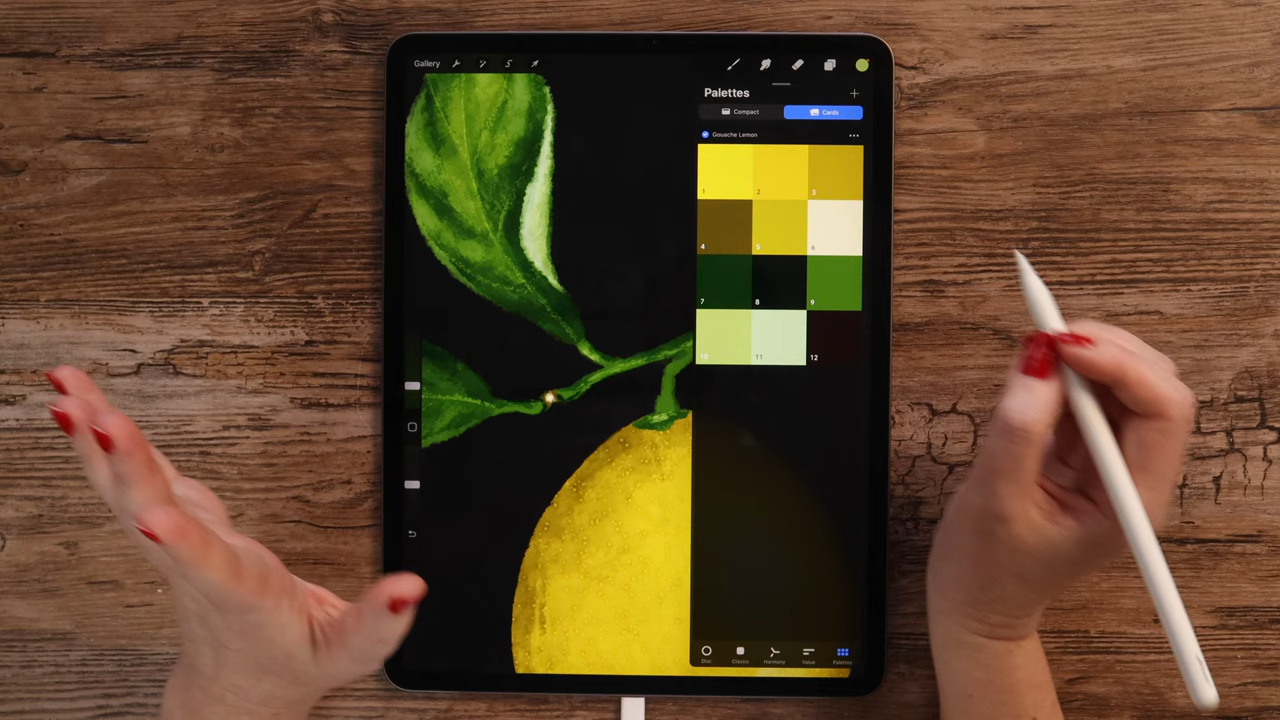 Gallery
Palettes
Compact
Cards
Gouache Lemon
1
2
3
4
5
6
7
8
9
10
11
12
Disc
Classic
Harmony
Value
Palettes